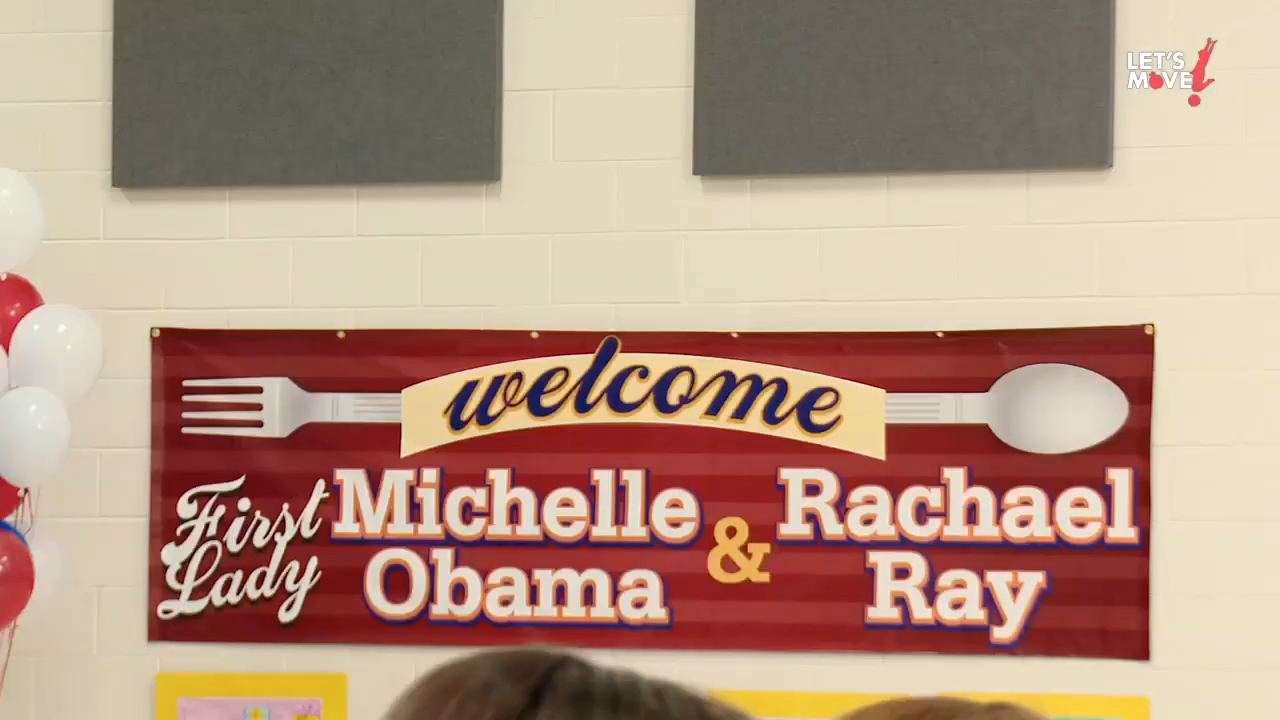 LET'S
MOVE!
welcome
First
Lady
Michelle
Obama
&
Rachael
Ray